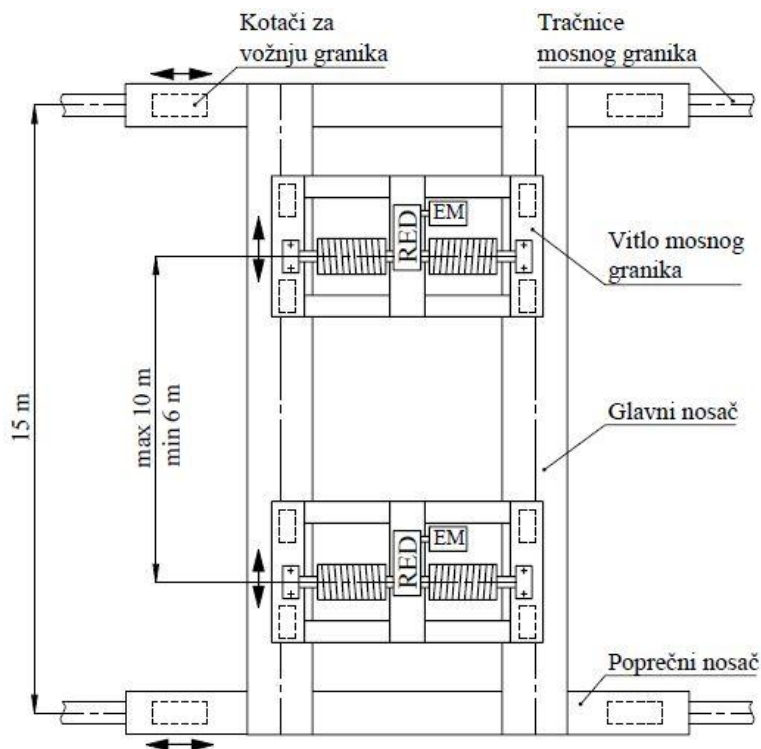 Kotači za
vožnju granika
Tračnice
mosnog granika
RED
EM
Vitlo mosnog
granika
15 m
max 10 m
min 6 m
Glavni nosač
RED
EM
Poprečni nosač